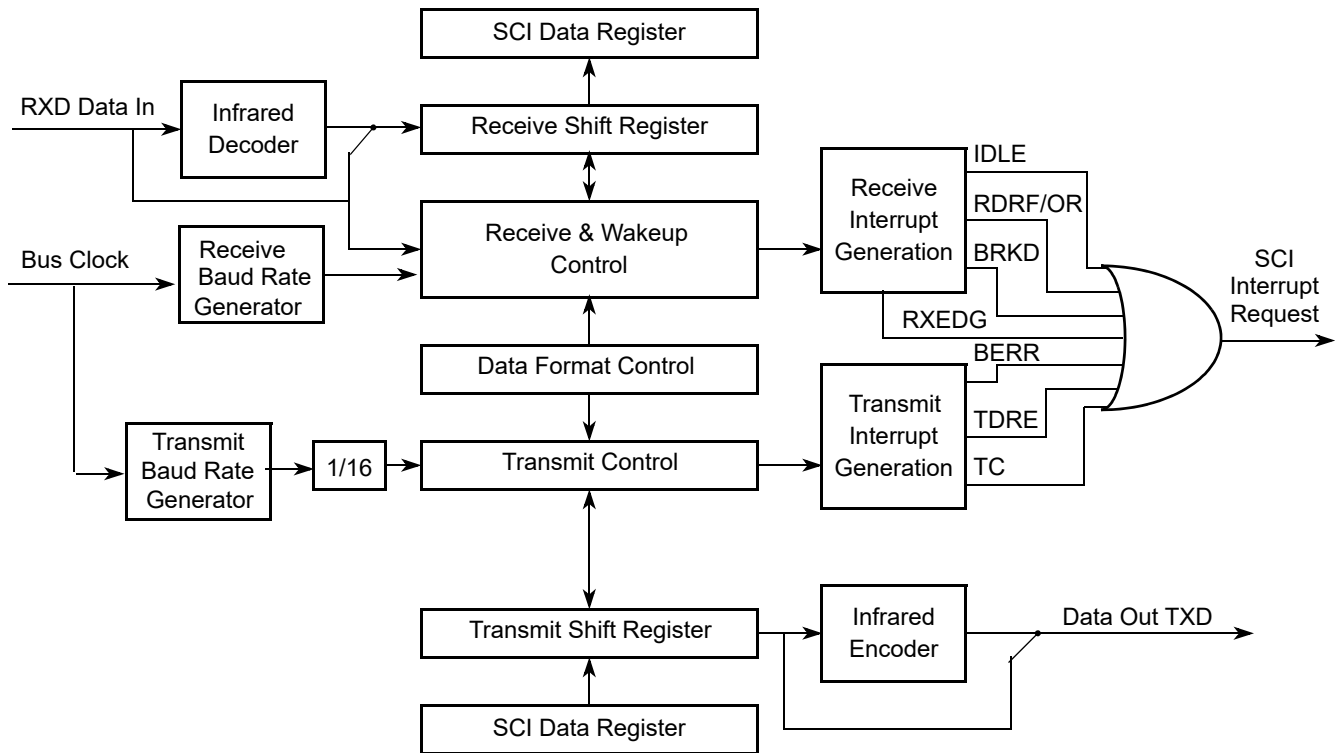 SCI Data Register
RXD Data In
Infrared
Decoder
Receive Shift Register
IDLE
Receive
Interrupt
Generation
RDRF/OR
BRKD
RXEDG
Receive & Wakeup
Control
Bus Clock
Receive
Baud Rate
Generator
SCI
Interrupt
Request
Data Format Control
BERR
Transmit
Interrupt
Generation
TDRE
TC
Transmit
Baud Rate
Generator
1/16
Transmit Control
Transmit Shift Register
Infrared
Encoder
Data Out TXD
SCI Data Register